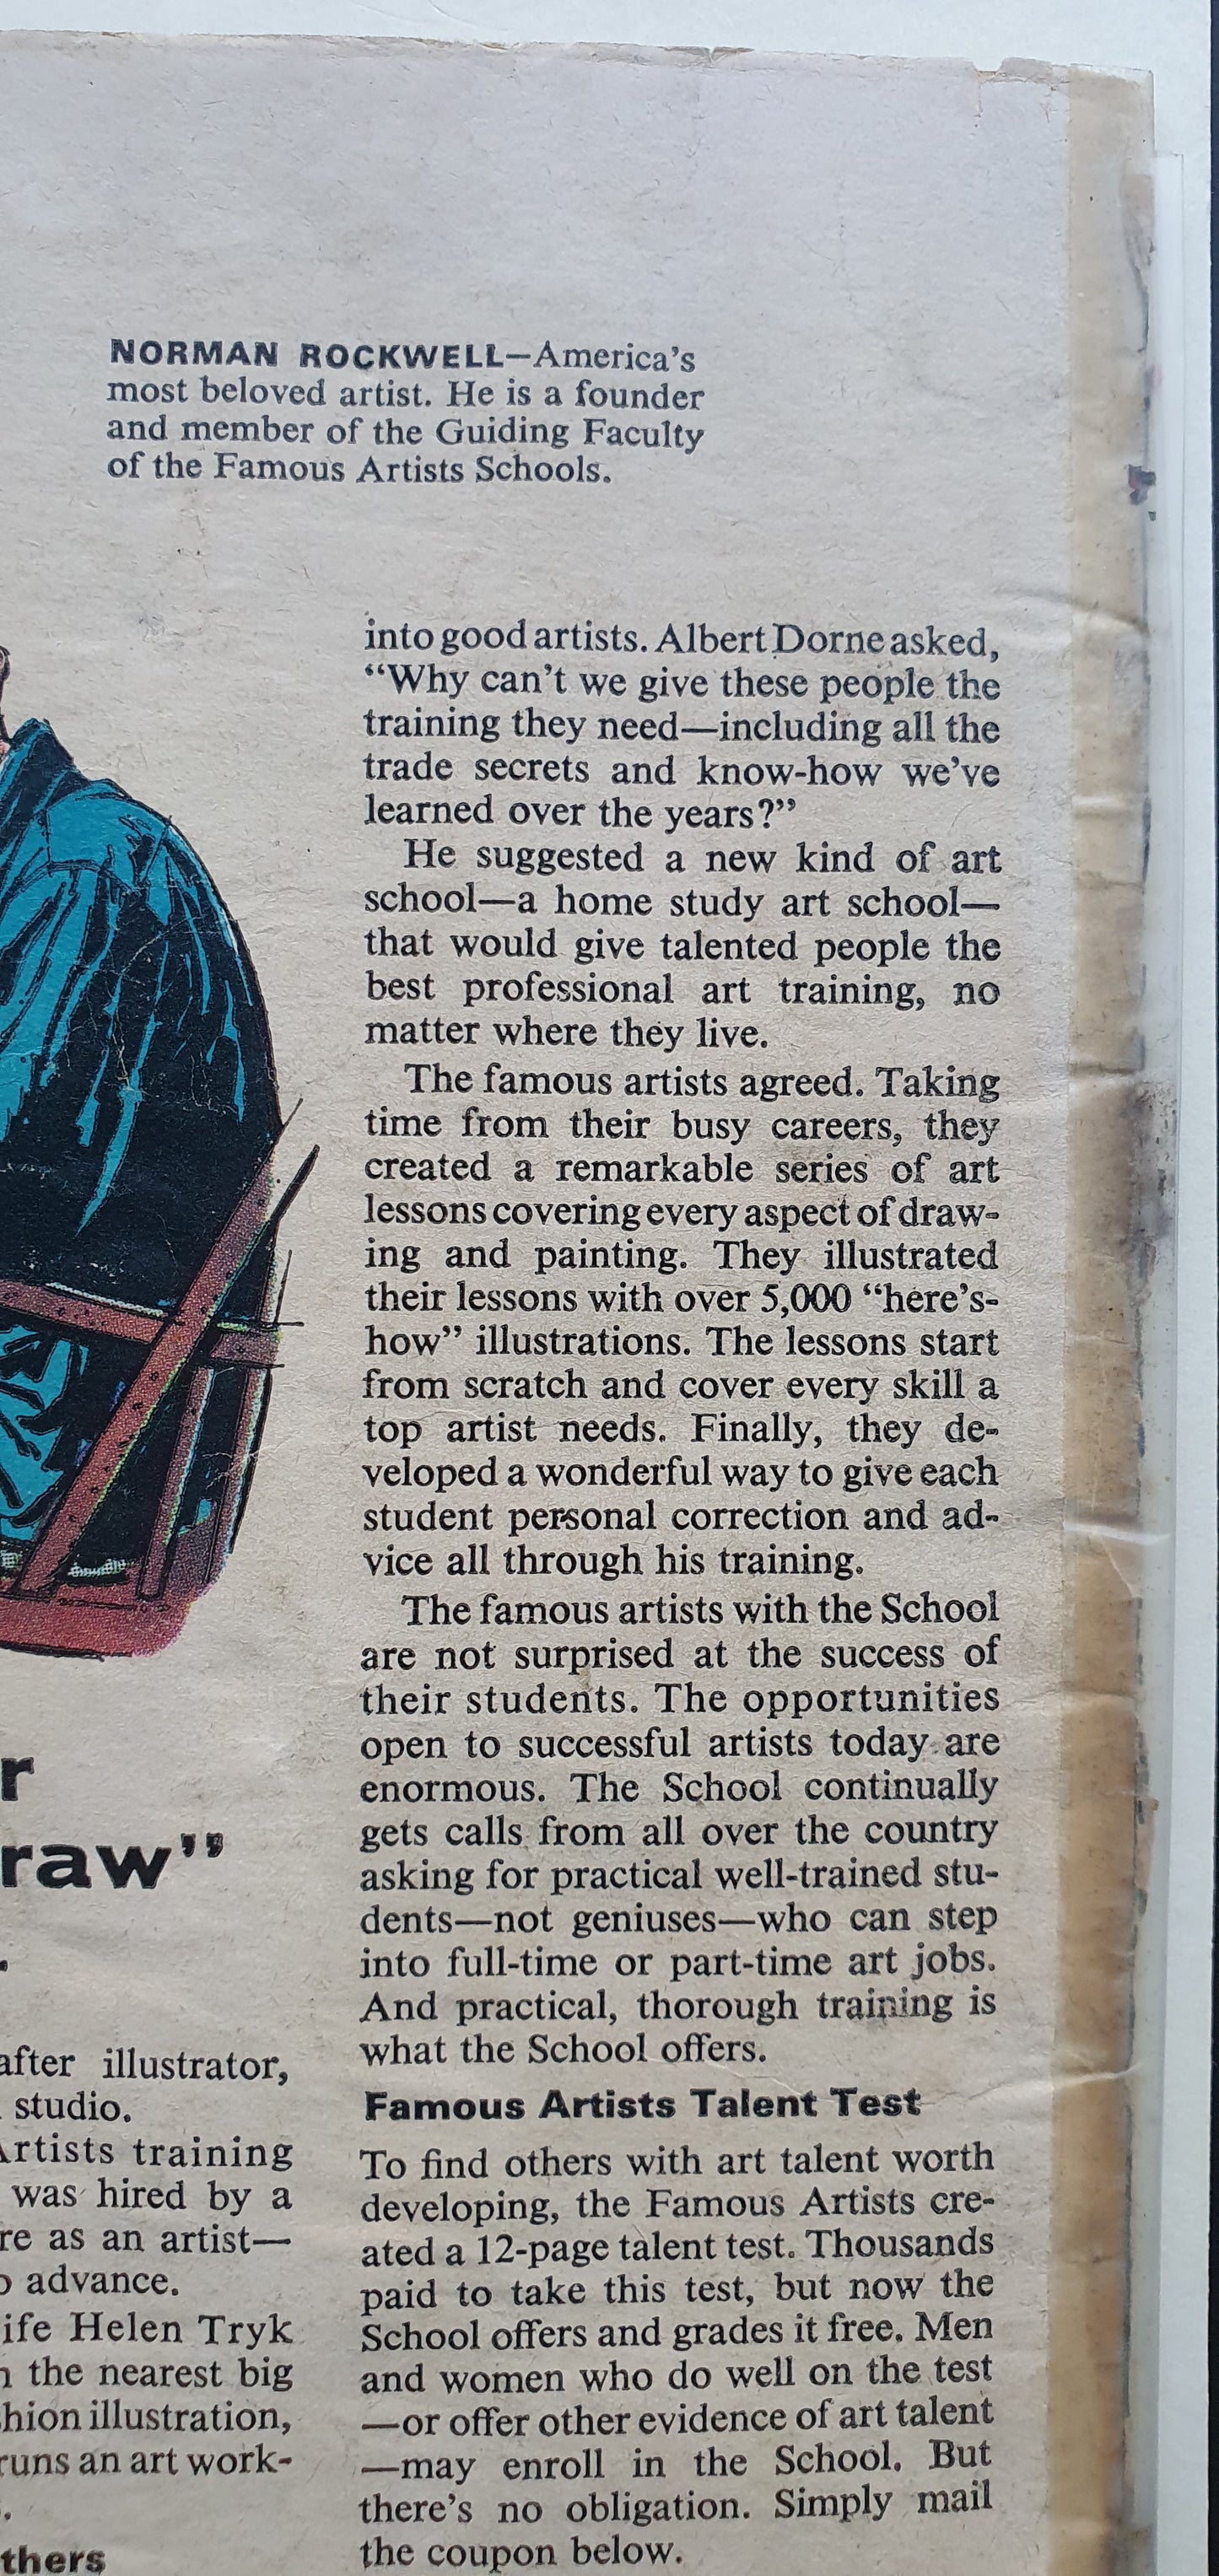 NORMAN ROCKWELL—America's
most beloved artist. He is a founder
and member of the Guiding Faculty
of the Famous Artists Schools.
raw”
after illustrator,
studio.
Artists training
was hired by a
as an artist—
advance.
Helen Tryk
the nearest big
illustration,
runs an art work-
into good artists. Albert Dorne asked,
“Why can't we give these people the
training they need—including all the
trade secrets and know-how we've
learned over the years?”
He suggested a new kind of art
school—a home study art school—
that would give talented people the
best professional art training, no
matter where they live.
The famous artists agreed. Taking
time from their busy careers, they
created a remarkable series of art
lessons covering every aspect of draw-
ing and painting. They illustrated
their lessons with over 5,000 “here's-
how” illustrations. The lessons start
from scratch and cover every skill a
top artist needs. Finally, they de-
veloped a wonderful way to give each
student personal correction and ad-
vice all through his training.
The famous artists with the School
are not surprised at the success of
their students. The opportunities
open to successful artists today are
enormous. The School continually
gets calls from all over the country
asking for practical well-trained stu-
dents—not geniuses—who can step
into full-time or part-time art jobs.
And practical, thorough training is
what the School offers.
Famous Artists Talent Test
To find others with art talent worth
developing, the Famous Artists cre-
ated a 12-page talent test. Thousands
paid to take this test, but now the
School offers and grades it free. Men
and women who do well on the test
—or offer other evidence of art talent
—may enroll in the School. But
there's no obligation. Simply mail
the coupon below.